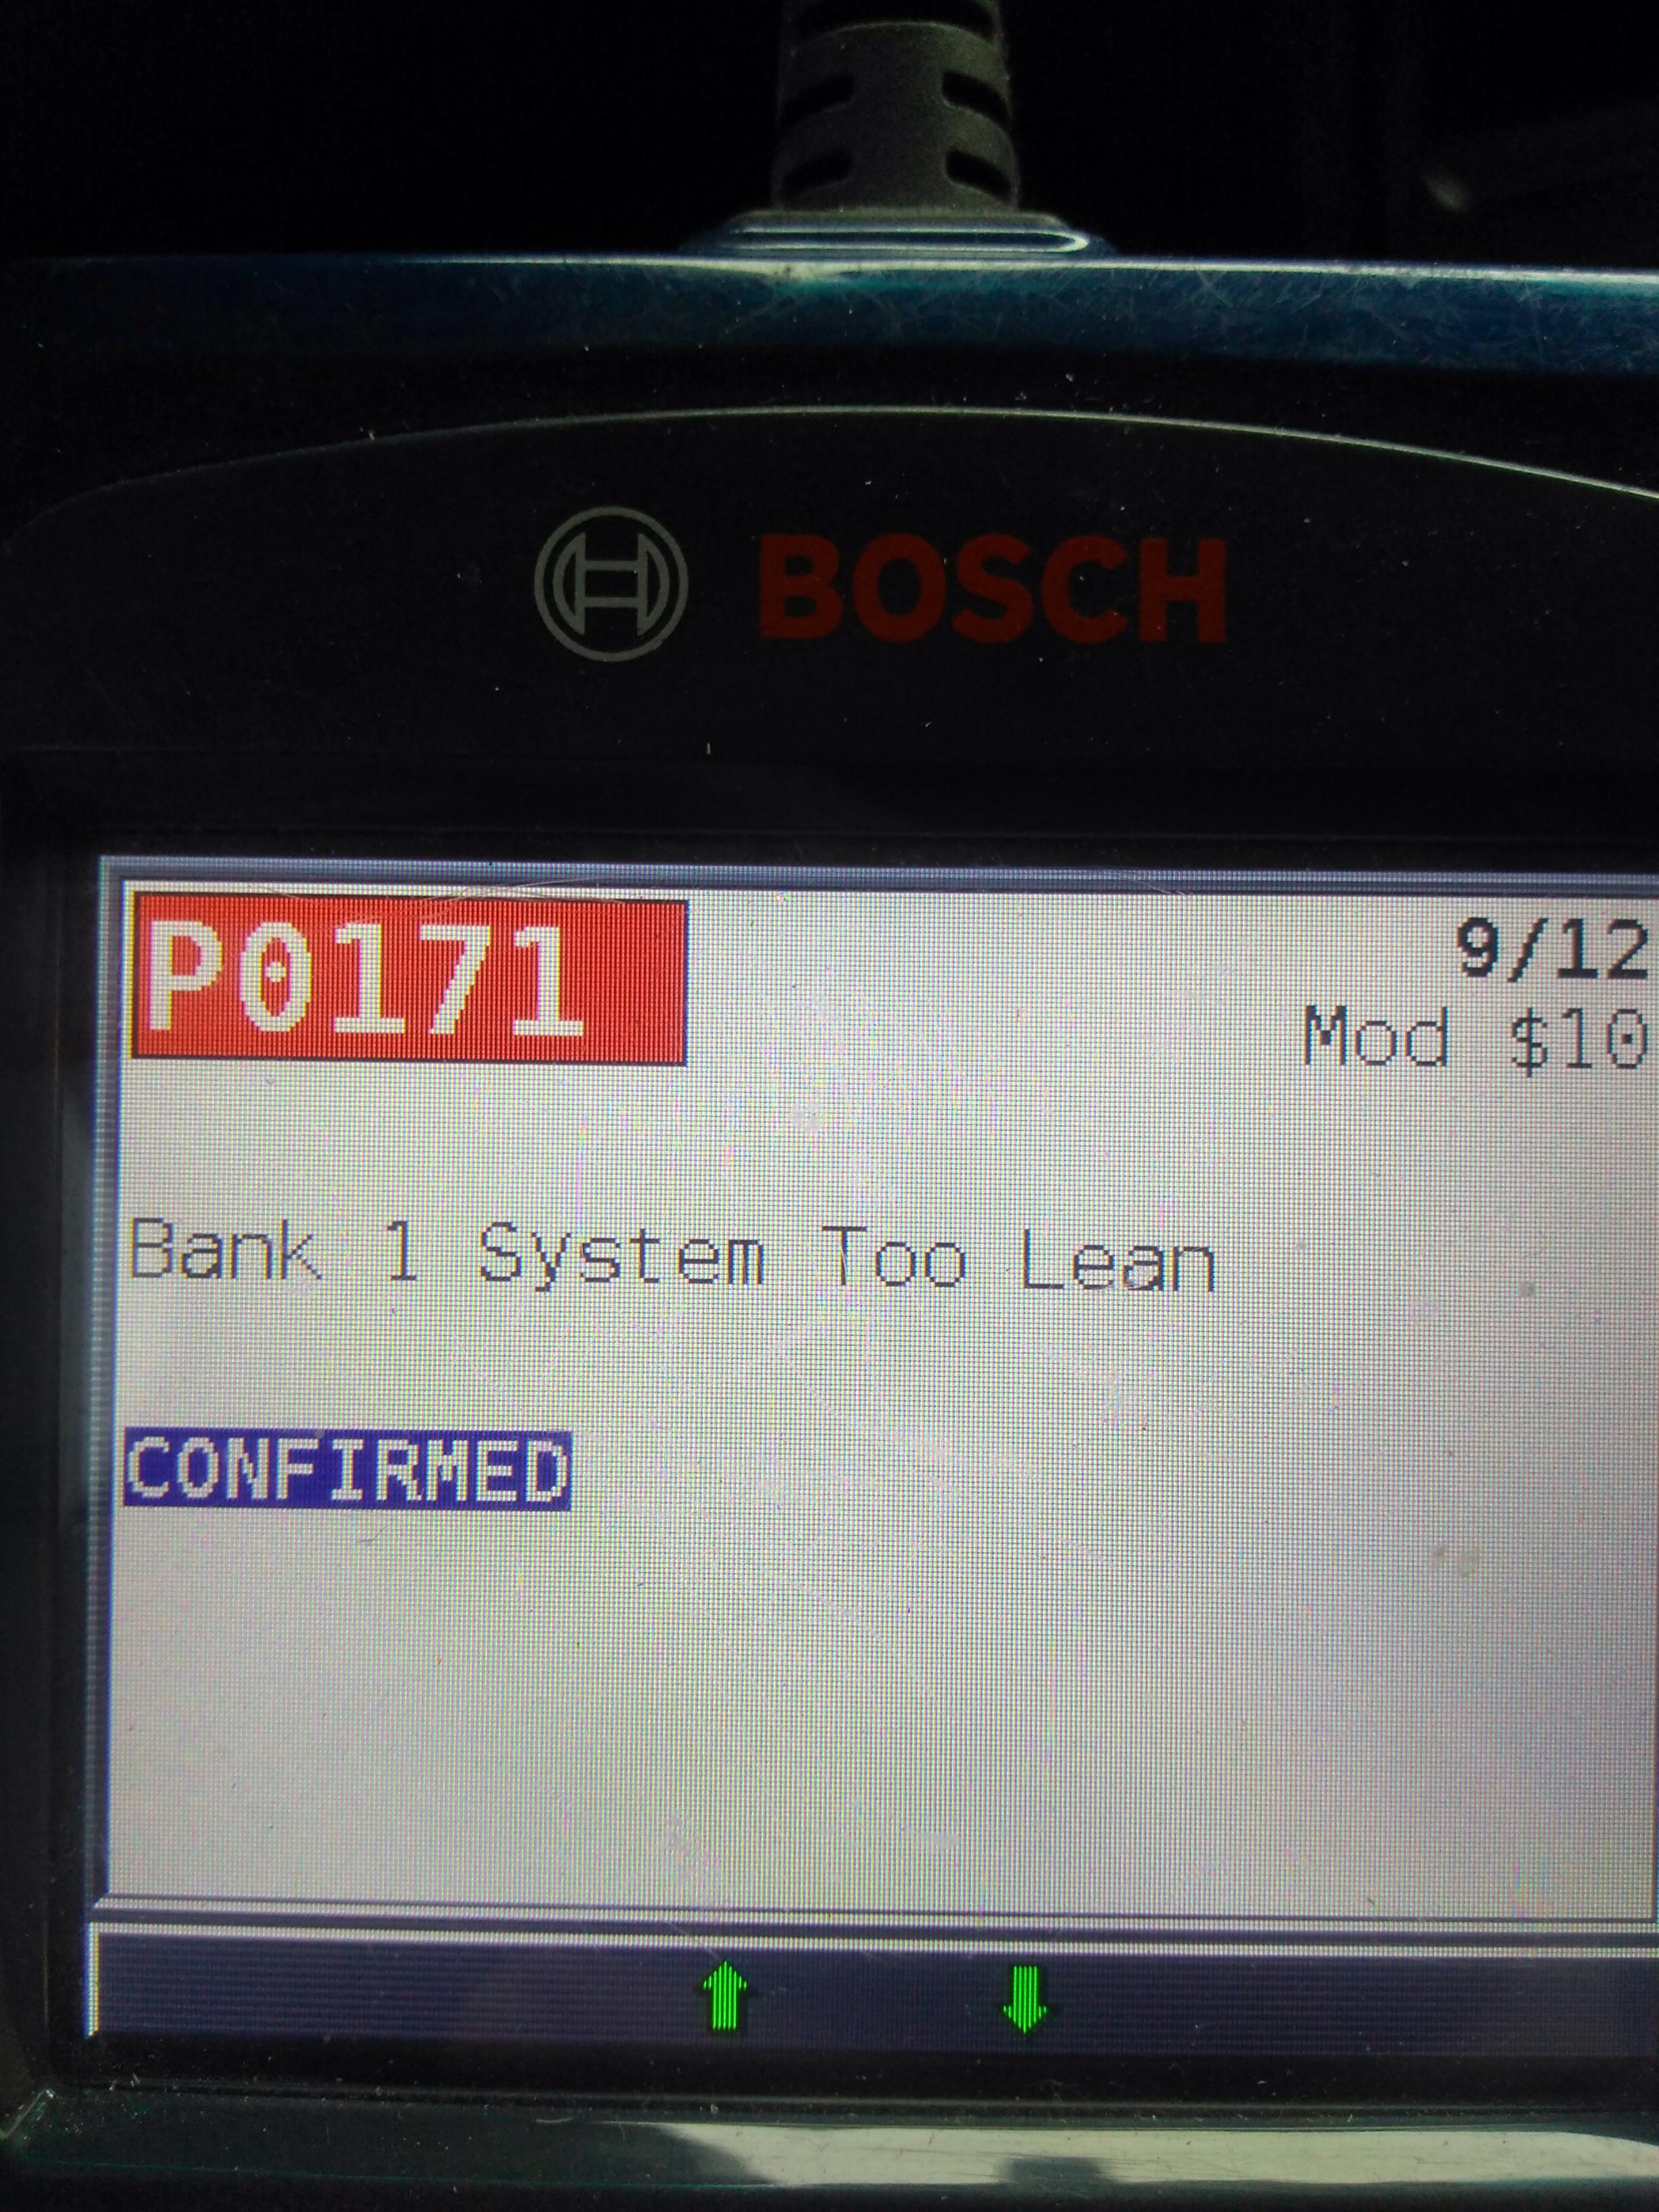 BOSCH
P0171
9/12
Mod $10
Bank 1 System Too Lean
CONFIRMED